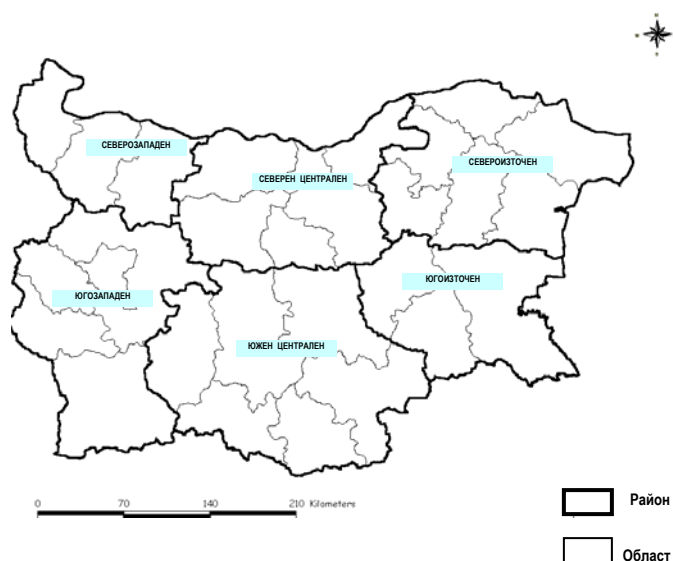 СЕВЕРОЗАПАДЕН
СЕВЕРОИЗТОЧЕН
СЕВЕРЕН ЦЕНТРАЛЕН
ЮГОИЗТОЧЕН
ЮГОЗАПАДЕН
ЮЖЕН ЦЕНТРАЛЕН
0 70 140 210 Kilometers
Район
Област